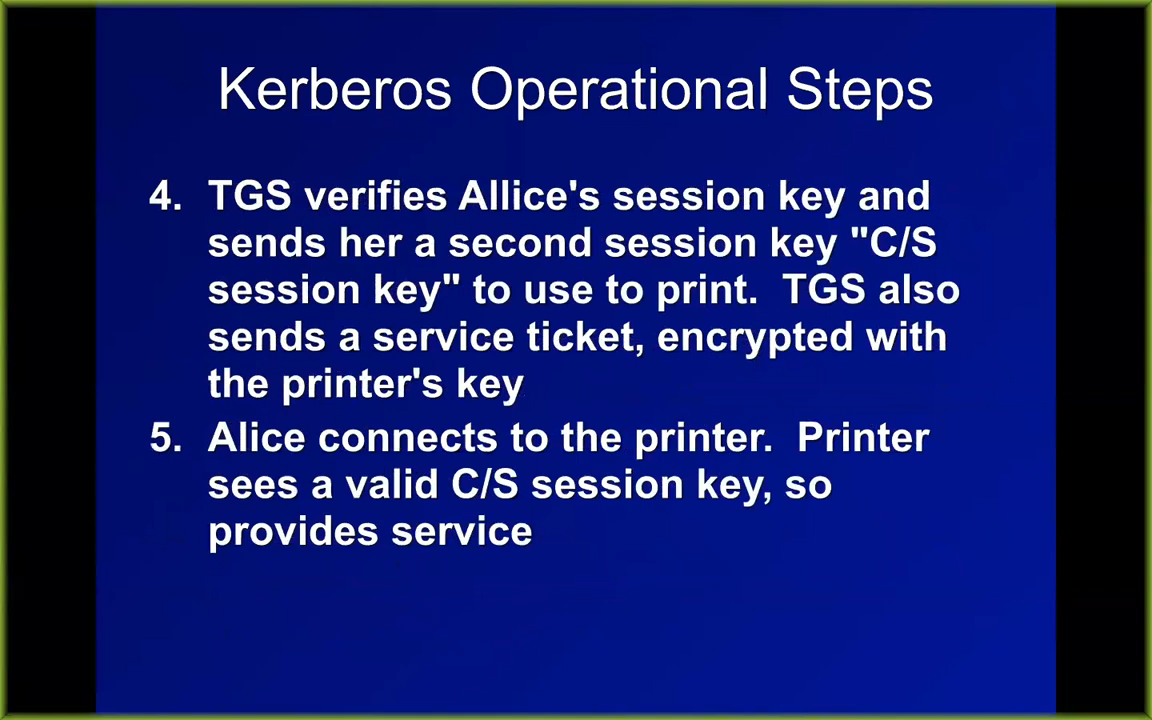 Kerberos Operational Steps
4. TGS verifies Allice's session key and
sends her a second session key "C/S
session key" to use to print.  TGS also
sends a service ticket, encrypted with
the printer's key
5. Alice connects to the printer.  Printer
sees a valid C/S session key, so
provides service